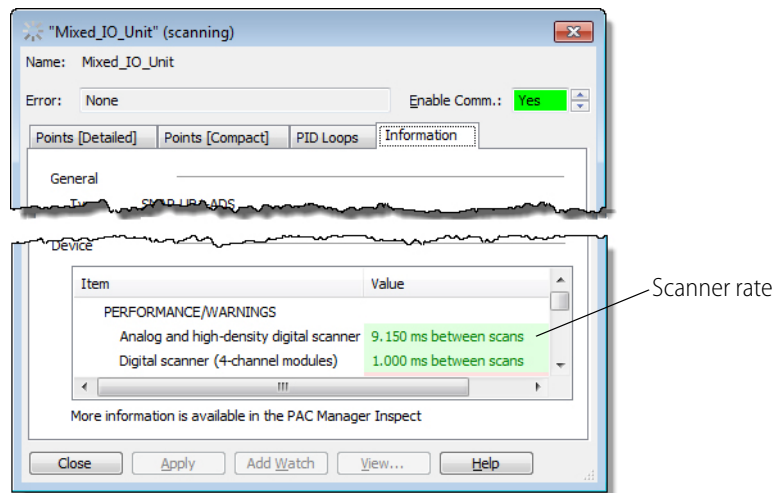 "Mixed_IO_Unit" (scanning)
Name: Mixed_IO_Unit
Error: None Enable Comm.: Yes
Points [Detailed] Points [Compact] PID Loops Information
General
Device
Item Value
Scanner rate
PERFORMANCE/WARNINGS
Analog and high-density digital scanner 9.150 ms between scans
Digital scanner (4-channel modules) 1.000 ms between scans
More information is available in the PAC Manager Inspect
Close Apply Add Watch View... Help